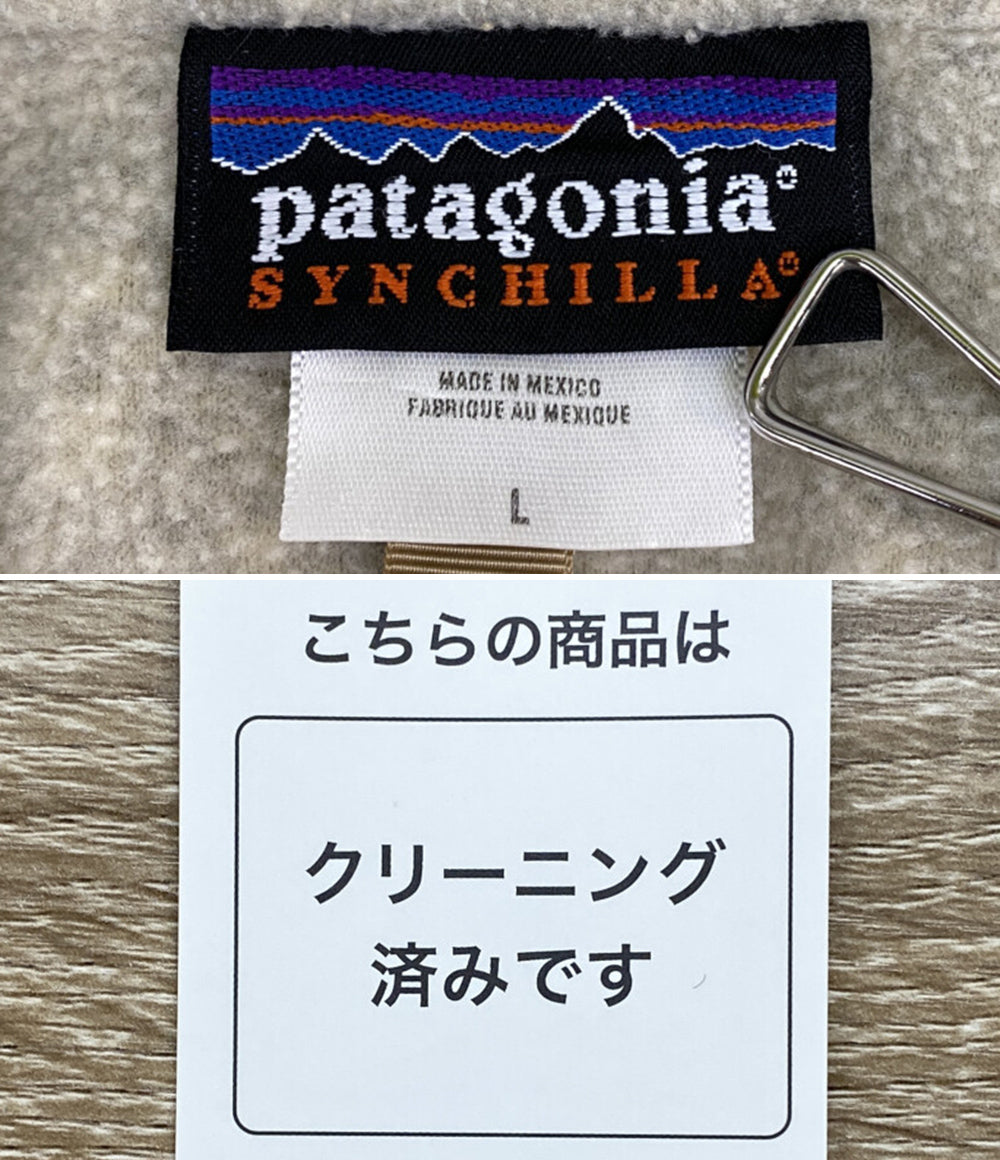 patagonia®
SYNCHILLA®
MADE IN MEXICO
FABRIQUE AU MEXIQUE
L
こちらの商品は
クリーニング
済みです